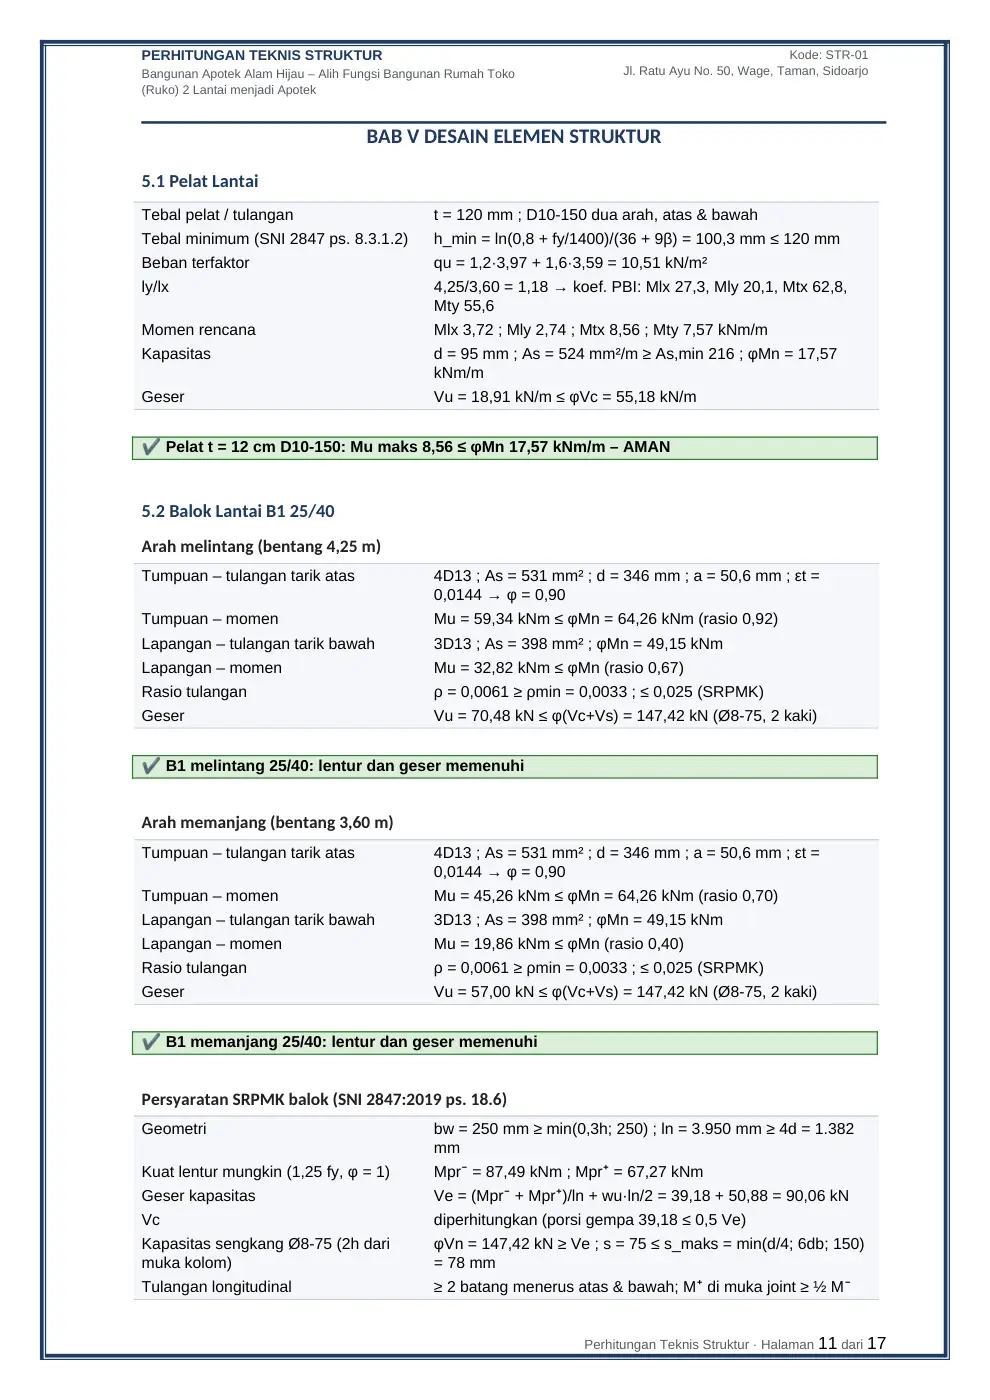 PERHITUNGAN TEKNIS STRUKTUR
Bangunan Apotek Alam Hijau – Alih Fungsi Bangunan Rumah Toko
(Ruko) 2 Lantai menjadi Apotek
Kode: STR-01
Jl. Ratu Ayu No. 50, Wage, Taman, Sidoarjo
BAB V DESAIN ELEMEN STRUKTUR
5.1 Pelat Lantai
Tebal pelat / tulangan t = 120 mm ; D10-150 dua arah, atas & bawah
Tebal minimum (SNI 2847 ps. 8.3.1.2) h_min = ln(0,8 + fy/1400)/(36 + 9β) = 100,3 mm ≤ 120 mm
Beban terfaktor qu = 1,2·3,97 + 1,6·3,59 = 10,51 kN/m²
ly/lx 4,25/3,60 = 1,18 → koef. PBI: Mlx 27,3, Mly 20,1, Mtx 62,8,
Mty 55,6
Momen rencana Mlx 3,72 ; Mly 2,74 ; Mtx 8,56 ; Mty 7,57 kNm/m
Kapasitas d = 95 mm ; As = 524 mm²/m ≥ As,min 216 ; φMn = 17,57
kNm/m
Geser Vu = 18,91 kN/m ≤ φVc = 55,18 kN/m
✔ Pelat t = 12 cm D10-150: Mu maks 8,56 ≤ φMn 17,57 kNm/m – AMAN
5.2 Balok Lantai B1 25/40
Arah melintang (bentang 4,25 m)
Tumpuan – tulangan tarik atas 4D13 ; As = 531 mm² ; d = 346 mm ; a = 50,6 mm ; εt =
0,0144 → φ = 0,90
Tumpuan – momen Mu = 59,34 kNm ≤ φMn = 64,26 kNm (rasio 0,92)
Lapangan – tulangan tarik bawah 3D13 ; As = 398 mm² ; φMn = 49,15 kNm
Lapangan – momen Mu = 32,82 kNm ≤ φMn (rasio 0,67)
Rasio tulangan ρ = 0,0061 ≥ ρmin = 0,0033 ; ≤ 0,025 (SRPMK)
Geser Vu = 70,48 kN ≤ φ(Vc+Vs) = 147,42 kN (Ø8-75, 2 kaki)
✔ B1 melintang 25/40: lentur dan geser memenuhi
Arah memanjang (bentang 3,60 m)
Tumpuan – tulangan tarik atas 4D13 ; As = 531 mm² ; d = 346 mm ; a = 50,6 mm ; εt =
0,0144 → φ = 0,90
Tumpuan – momen Mu = 45,26 kNm ≤ φMn = 64,26 kNm (rasio 0,70)
Lapangan – tulangan tarik bawah 3D13 ; As = 398 mm² ; φMn = 49,15 kNm
Lapangan – momen Mu = 19,86 kNm ≤ φMn (rasio 0,40)
Rasio tulangan ρ = 0,0061 ≥ ρmin = 0,0033 ; ≤ 0,025 (SRPMK)
Geser Vu = 57,00 kN ≤ φ(Vc+Vs) = 147,42 kN (Ø8-75, 2 kaki)
✔ B1 memanjang 25/40: lentur dan geser memenuhi
Persyaratan SRPMK balok (SNI 2847:2019 ps. 18.6)
Geometri bw = 250 mm ≥ min(0,3h; 250) ; ln = 3.950 mm ≥ 4d = 1.382
mm
Kuat lentur mungkin (1,25 fy, φ = 1) Mpr⁻ = 87,49 kNm ; Mpr⁺ = 67,27 kNm
Geser kapasitas Ve = (Mpr⁻ + Mpr⁺)/ln + wu·ln/2 = 39,18 + 50,88 = 90,06 kN
Vc diperhitungkan (porsi gempa 39,18 ≤ 0,5 Ve)
Kapasitas sengkang Ø8-75 (2h dari φVn = 147,42 kN ≥ Ve ; s = 75 ≤ s_maks = min(d/4; 6db; 150)
muka kolom) = 78 mm
Tulangan longitudinal ≥ 2 batang menerus atas & bawah; M⁺ di muka joint ≥ ½ M⁻
Perhitungan Teknis Struktur · Halaman 11 dari 17